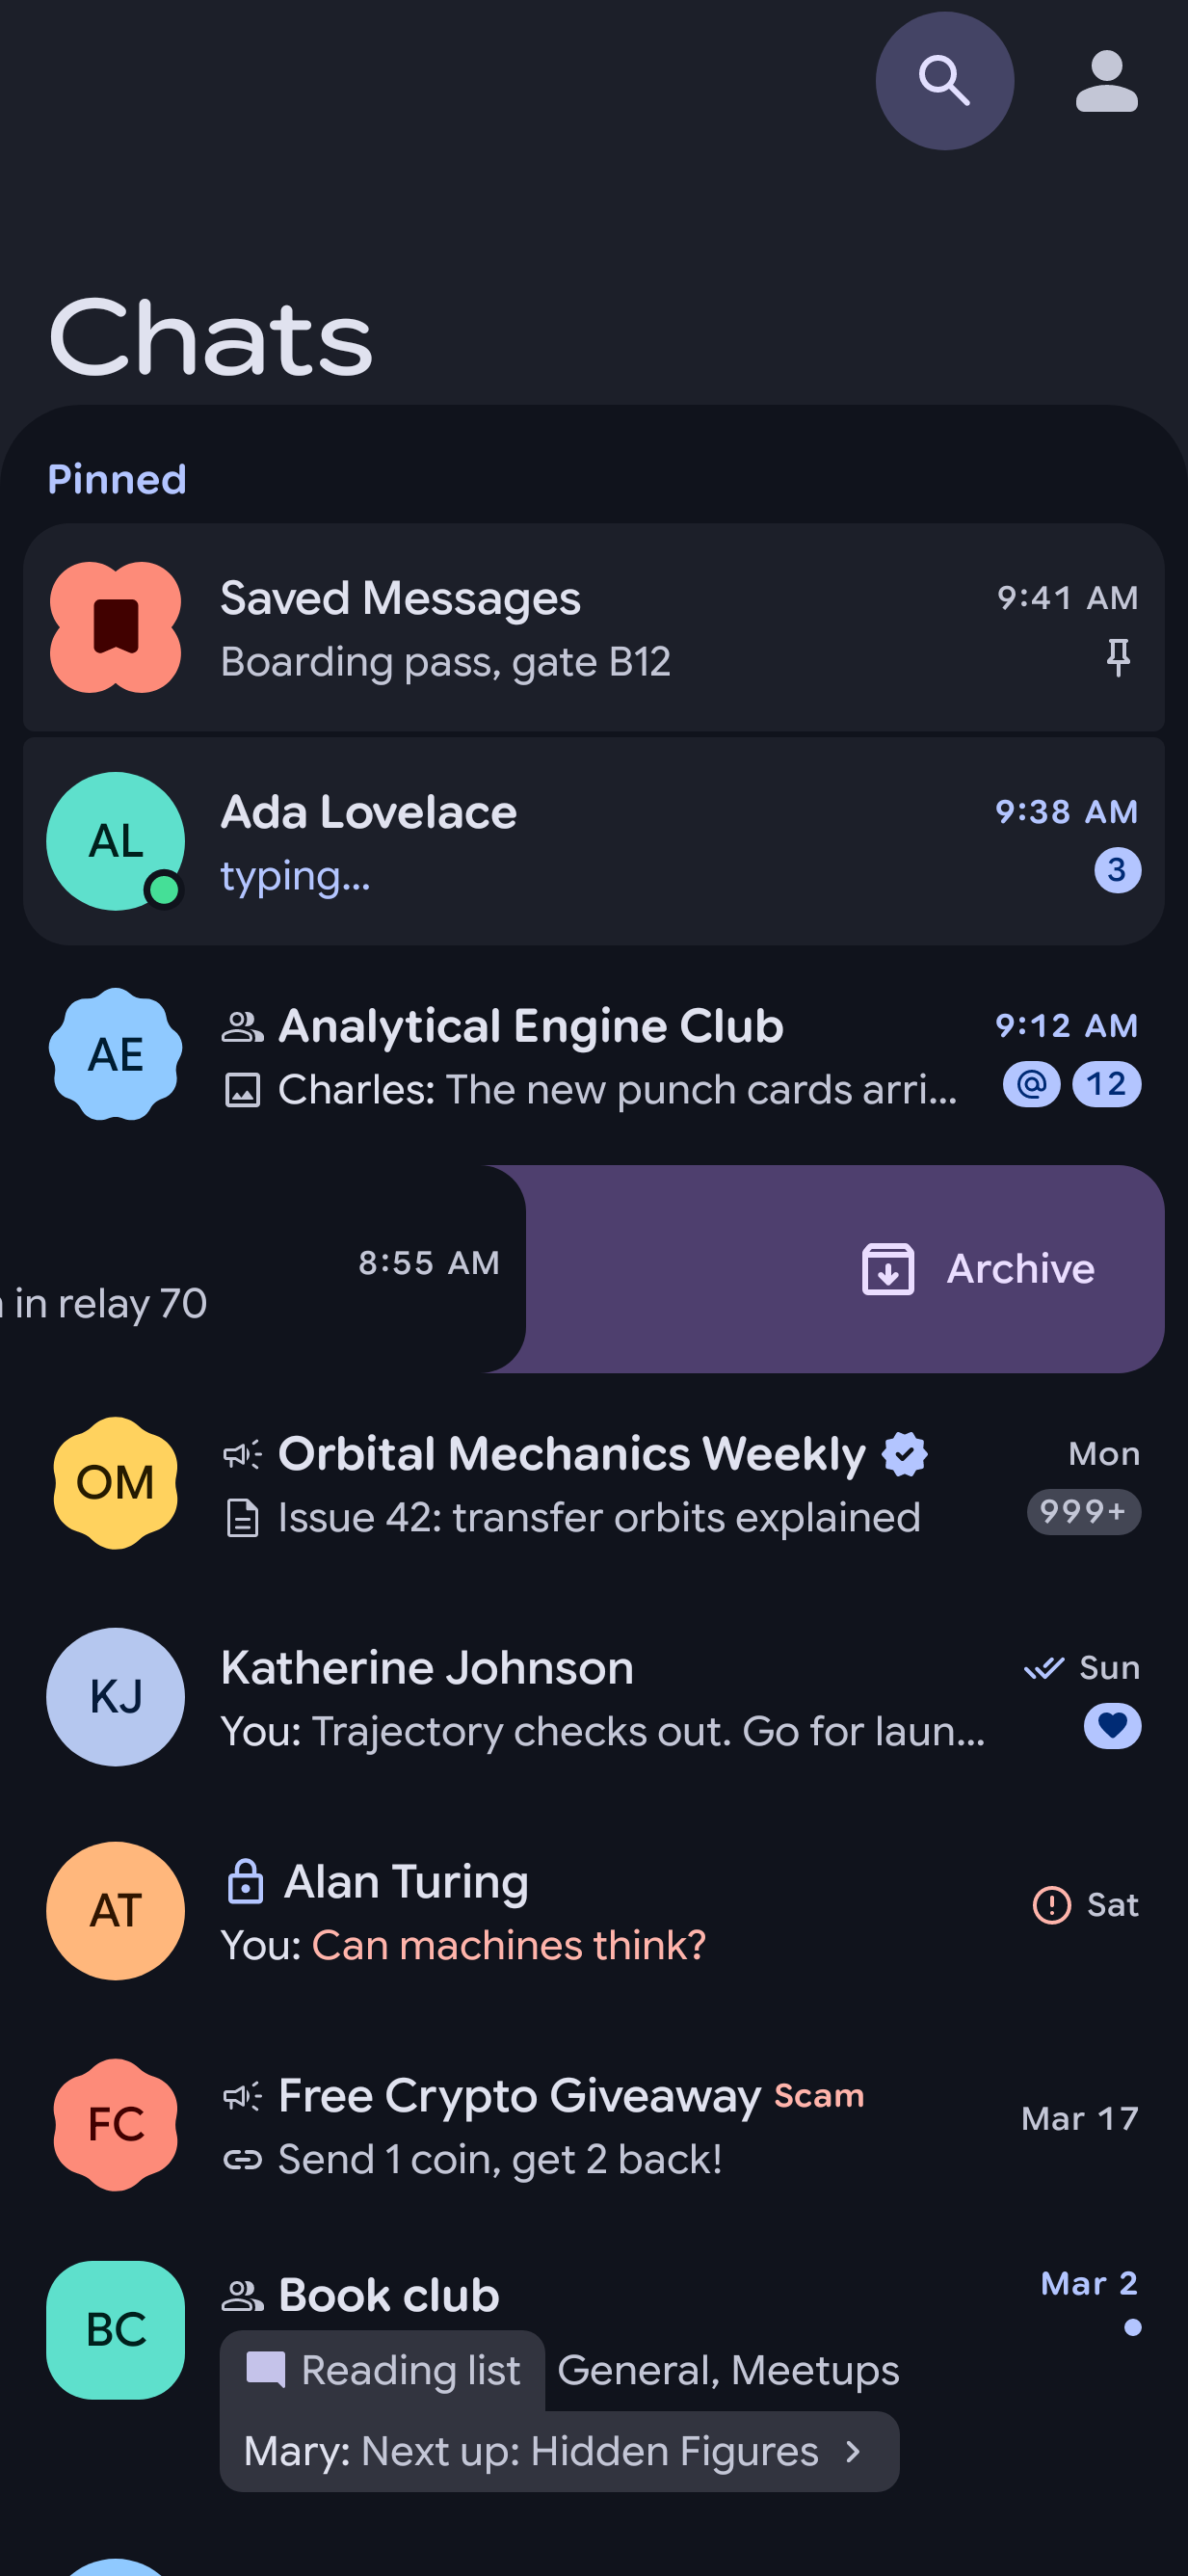 Chats
Pinned
Saved Messages 9:41 AM
Boarding pass, gate B12
AL Ada Lovelace 9:38 AM
typing... 3
AE Analytical Engine Club 9:12 AM
Charles: The new punch cards arri... @ 12
8:55 AM Archive
in relay 70
OM Orbital Mechanics Weekly Mon
Issue 42: transfer orbits explained 999+
KJ Katherine Johnson Sun
You: Trajectory checks out. Go for laun...
AT Alan Turing Sat
You: Can machines think?
FC Free Crypto Giveaway Scam Mar 17
Send 1 coin, get 2 back!
BC Book club Mar 2
Reading list General, Meetups
Mary: Next up: Hidden Figures